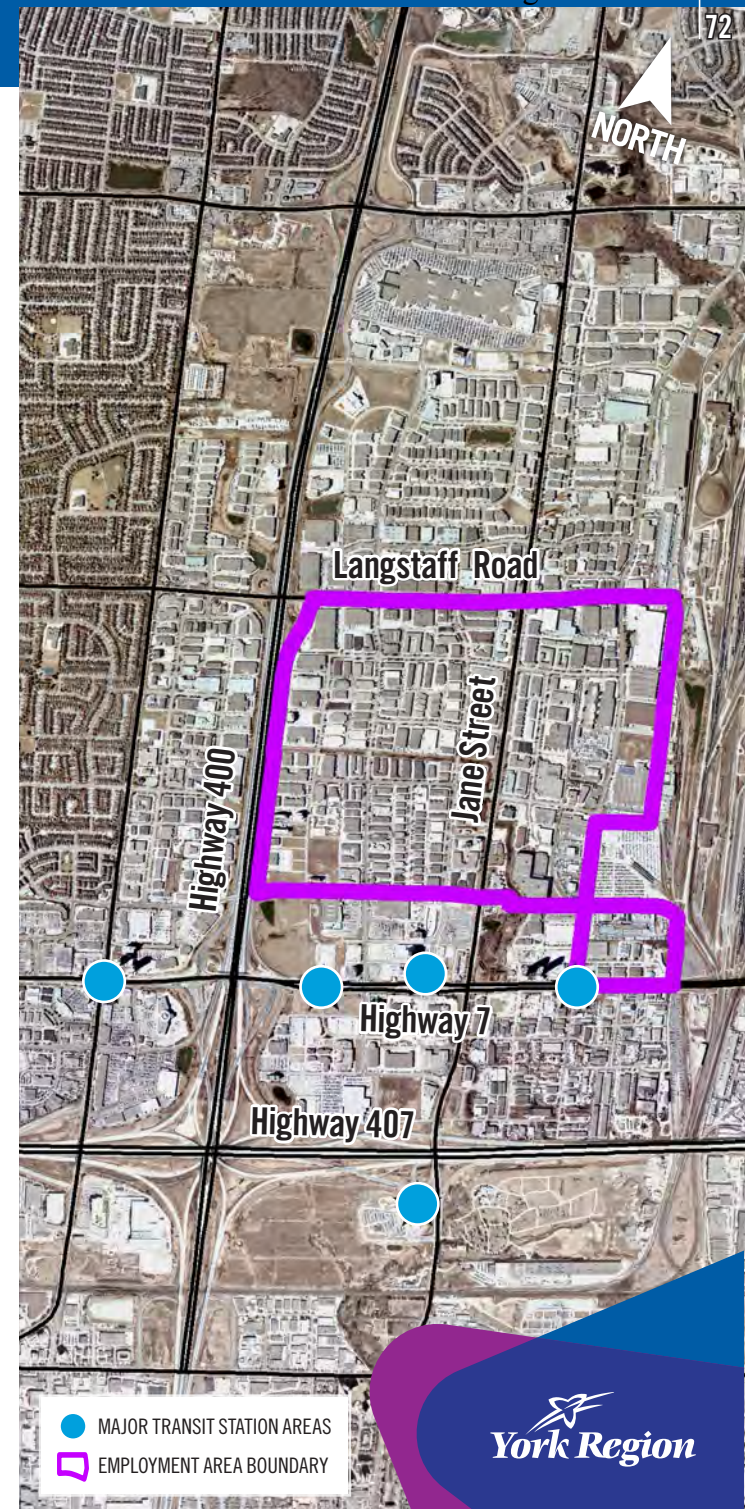 72
NORTH
Langstaff Road
Jane Street
Highway 400
Highway 7
Highway 407
MAJOR TRANSIT STATION AREAS
EMPLOYMENT AREA BOUNDARY
York Region